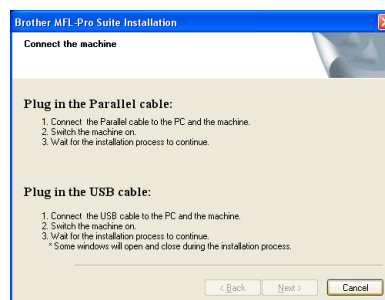 Brother MFL-Pro Suite Installation
Connect the machine
Plug in the Parallel cable:
1. Connect the Parallel cable to the PC and the machine.
2. Switch the machine on.
3. Wait for the installation process to continue.
Plug in the USB cable:
1. Connect the USB cable to the PC and the machine.
2. Switch the machine on.
3. Wait for the installation process to continue.
* Some windows will open and close during the installation process.
< Back Next > Cancel